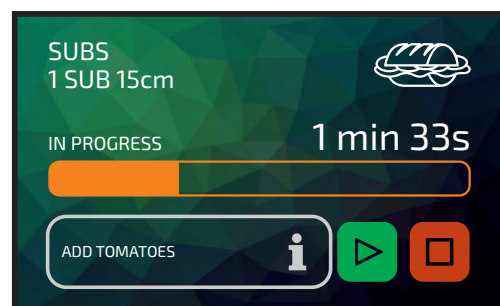 SUBS
1 SUB 15cm
IN PROGRESS
1 min 33s
ADD TOMATOES
i